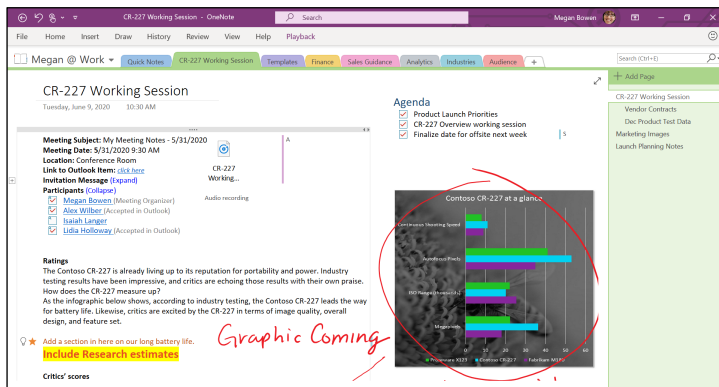 CR-227 Working Session - OneNote
Search
Megan Bowen
File Home Insert Draw History Review View Help Playback
Megan @ Work
Quick Notes CR-227 Working Session Templates Finance Sales Guidance Analytics Industries Audience +
Search (Ctrl+E)
+ Add Page
CR-227 Working Session
Vendor Contracts
Dec Product Test Data
Marketing Images
Launch Planning Notes
CR-227 Working Session
Tuesday, June 9, 2020 10:30 AM
Meeting Subject: My Meeting Notes - 5/31/2020
Meeting Date: 5/31/2020 9:30 AM
Location: Conference Room
Link to Outlook Item: click here
Invitation Message (Expand)
Participants (Collapse)
Megan Bowen (Meeting Organizer)
Alex Wilber (Accepted in Outlook)
Isaiah Langer
Lidia Holloway (Accepted in Outlook)
A
CR-227
Working...
Audio recording
Agenda
Product Launch Priorities
CR-227 Overview working session
Finalize date for offsite next week
S
Ratings
The Contoso CR-227 is already living up to its reputation for portability and power. Industry
testing results have been impressive, and critics are echoing those results with their own praise.
How does the CR-227 measure up?
As the infographic below shows, according to industry testing, the Contoso CR-227 leads the way
for battery life. Likewise, critics are excited by the CR-227 in terms of image quality, overall
design, and feature set.
Add a section in here on our long battery life.
Include Research estimates
Critics' scores
Graphic Coming
Contoso CR-227 at a glance
Continuous Shooting Speed
Autofocus Pixels
ISO Range (thousands)
Megapixels
0 10 20 30 40 50 60
Proseware X123 Contoso CR-227